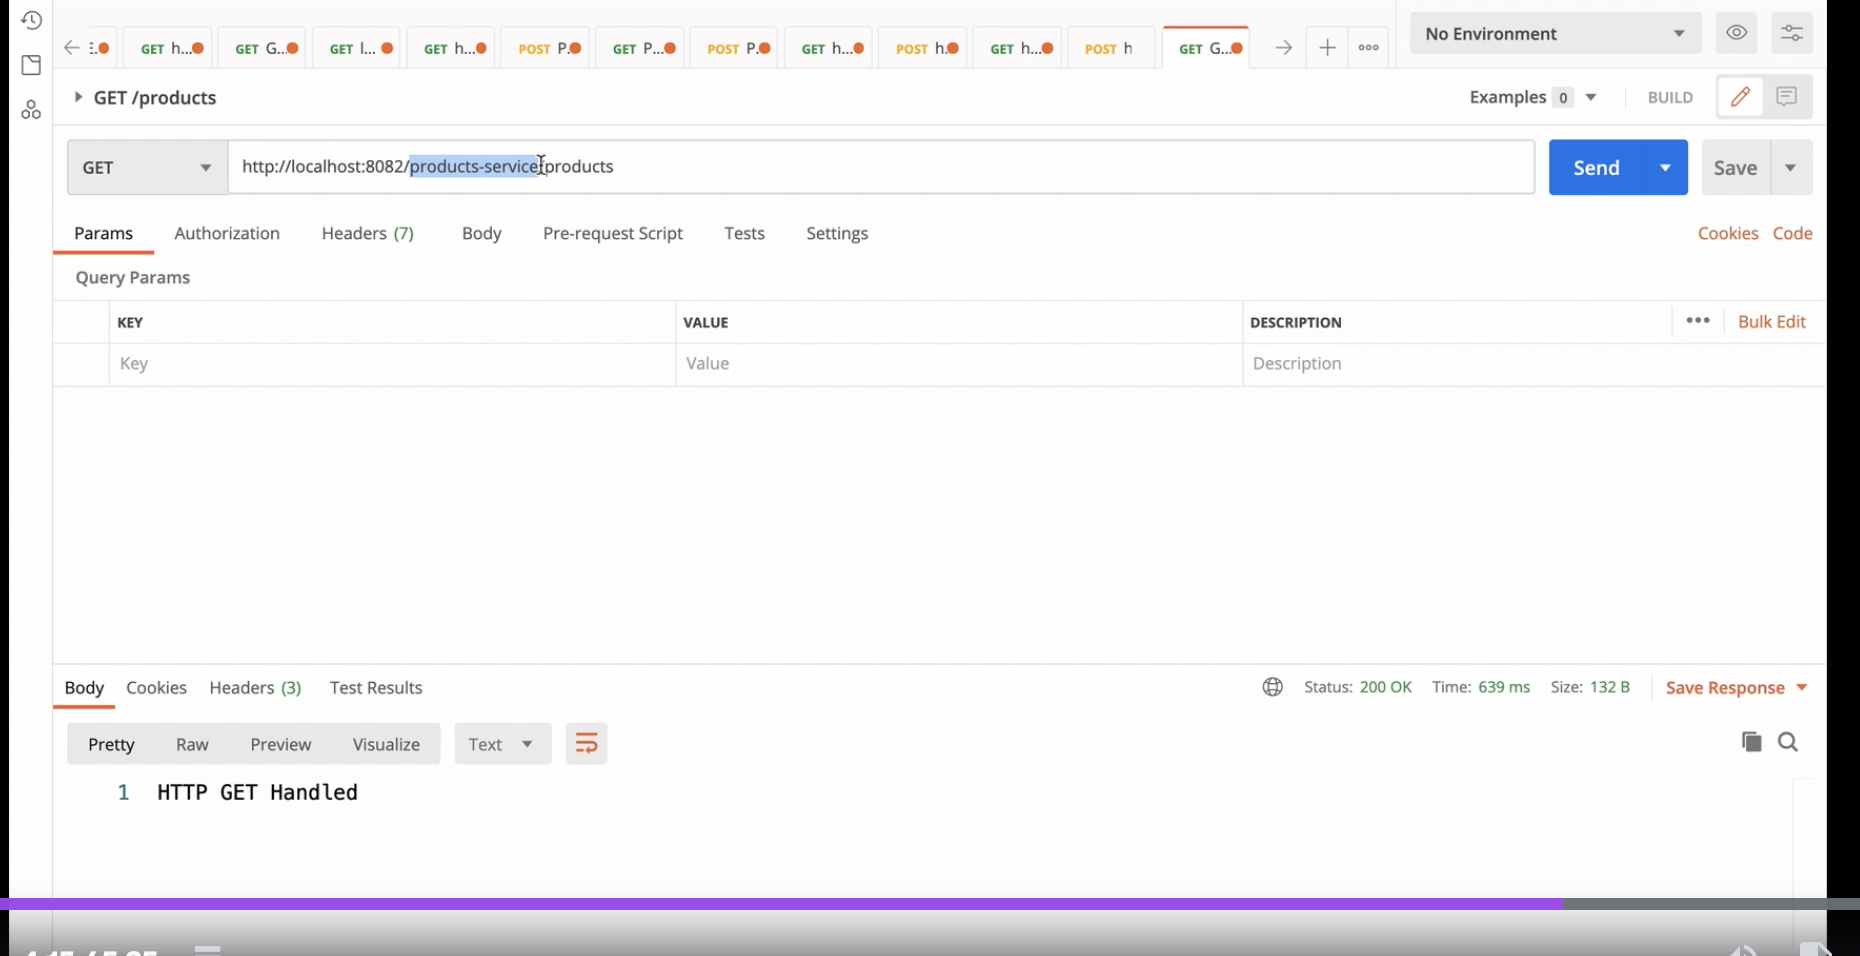 GET h... GET G... GET l... GET h... POST P. GET P... POST P. GET h... POST h. GET h... POST h GET G... No Environment
GET /products Examples 0 BUILD
GET http://localhost:8082/products-service/products Send Save
Params Authorization Headers (7) Body Pre-request Script Tests Settings Cookies Code
Query Params
KEY VALUE DESCRIPTION Bulk Edit
Key Value Description
Body Cookies Headers (3) Test Results Status: 200 OK Time: 639 ms Size: 132 B Save Response
Pretty Raw Preview Visualize Text
1 HTTP GET Handled